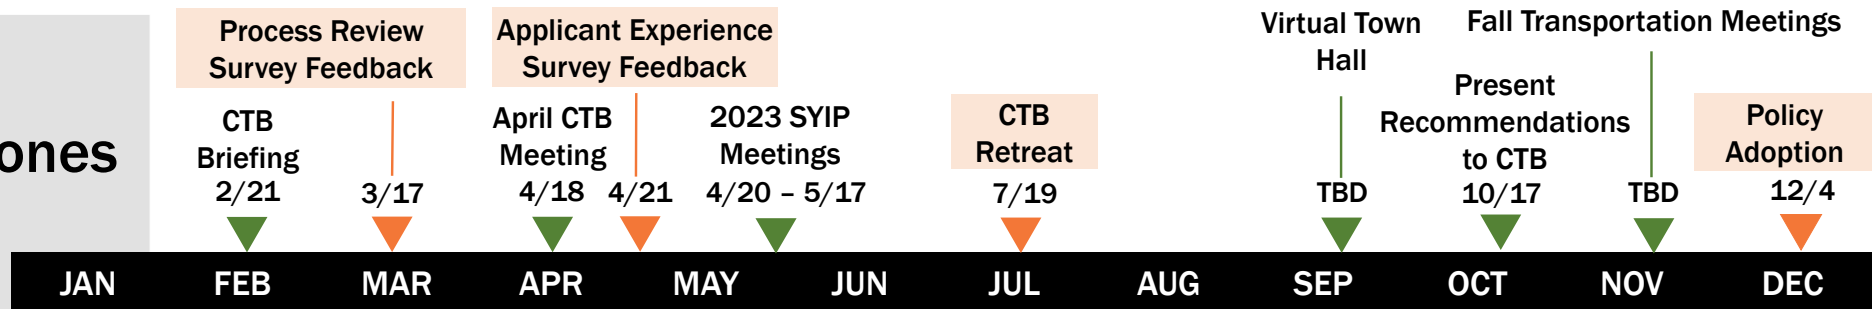 ones
Process Review
Survey Feedback
CTB
Briefing
2/21
3/17
Applicant Experience
Survey Feedback
April CTB
Meeting
4/18
4/21
2023 SYIP
Meetings
4/20 – 5/17
CTB
Retreat
7/19
Virtual Town
Hall
TBD
Present
Recommendations
to CTB
10/17
Fall Transportation Meetings
TBD
Policy
Adoption
12/4
JAN FEB MAR APR MAY JUN JUL AUG SEP OCT NOV DEC